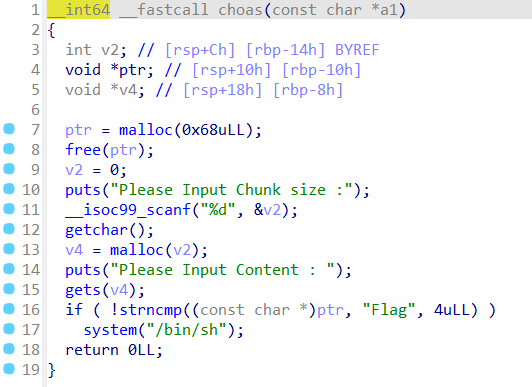 1 __int64 __fastcall choas(const char *a1)
2 {
3 int v2; // [rsp+Ch] [rbp-14h] BYREF
4 void *ptr; // [rsp+10h] [rbp-10h]
5 void *v4; // [rsp+18h] [rbp-8h]
6
7 ptr = malloc(0x68uLL);
8 free(ptr);
9 v2 = 0;
10 puts("Please Input Chunk size :");
11 __isoc99_scanf("%d", &v2);
12 getchar();
13 v4 = malloc(v2);
14 puts("Please Input Content : ");
15 gets(v4);
16 if ( !strncmp((const char *)ptr, "Flag", 4uLL) )
17 system("/bin/sh");
18 return 0LL;
19 }